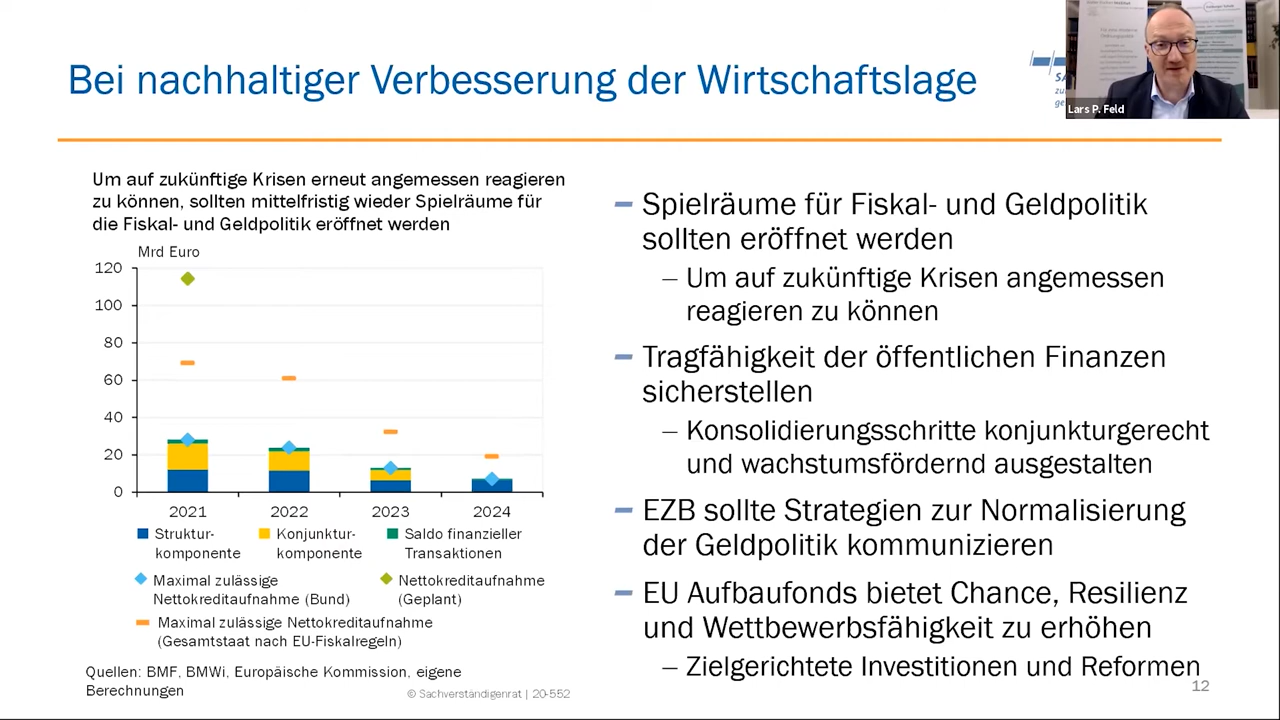 Bei nachhaltiger Verbesserung der Wirtschaftslage
Lars P. Feld
Um auf zukünftige Krisen erneut angemessen reagieren
zu können, sollten mittelfristig wieder Spielräume für
die Fiskal- und Geldpolitik eröffnet werden
Mrd Euro
120
100
80
60
40
20
0
2021 2022 2023 2024
Struktur-
komponente
Konjunktur-
komponente
Saldo finanzieller
Transaktionen
Maximal zulässige
Nettokreditaufnahme (Bund)
Nettokreditaufnahme
(Geplant)
Maximal zulässige Nettokreditaufnahme
(Gesamtstaat nach EU-Fiskalregeln)
Quellen: BMF, BMWi, Europäische Kommission, eigene
Berechnungen
© Sachverständigenrat | 20-552
– Spielräume für Fiskal- und Geldpolitik
sollten eröffnet werden
– Um auf zukünftige Krisen angemessen
reagieren zu können
– Tragfähigkeit der öffentlichen Finanzen
sicherstellen
– Konsolidierungsschritte konjunkturgerecht
und wachstumsfördernd ausgestalten
– EZB sollte Strategien zur Normalisierung
der Geldpolitik kommunizieren
– EU Aufbaufonds bietet Chance, Resilienz
und Wettbewerbsfähigkeit zu erhöhen
– Zielgerichtete Investitionen und Reformen
12